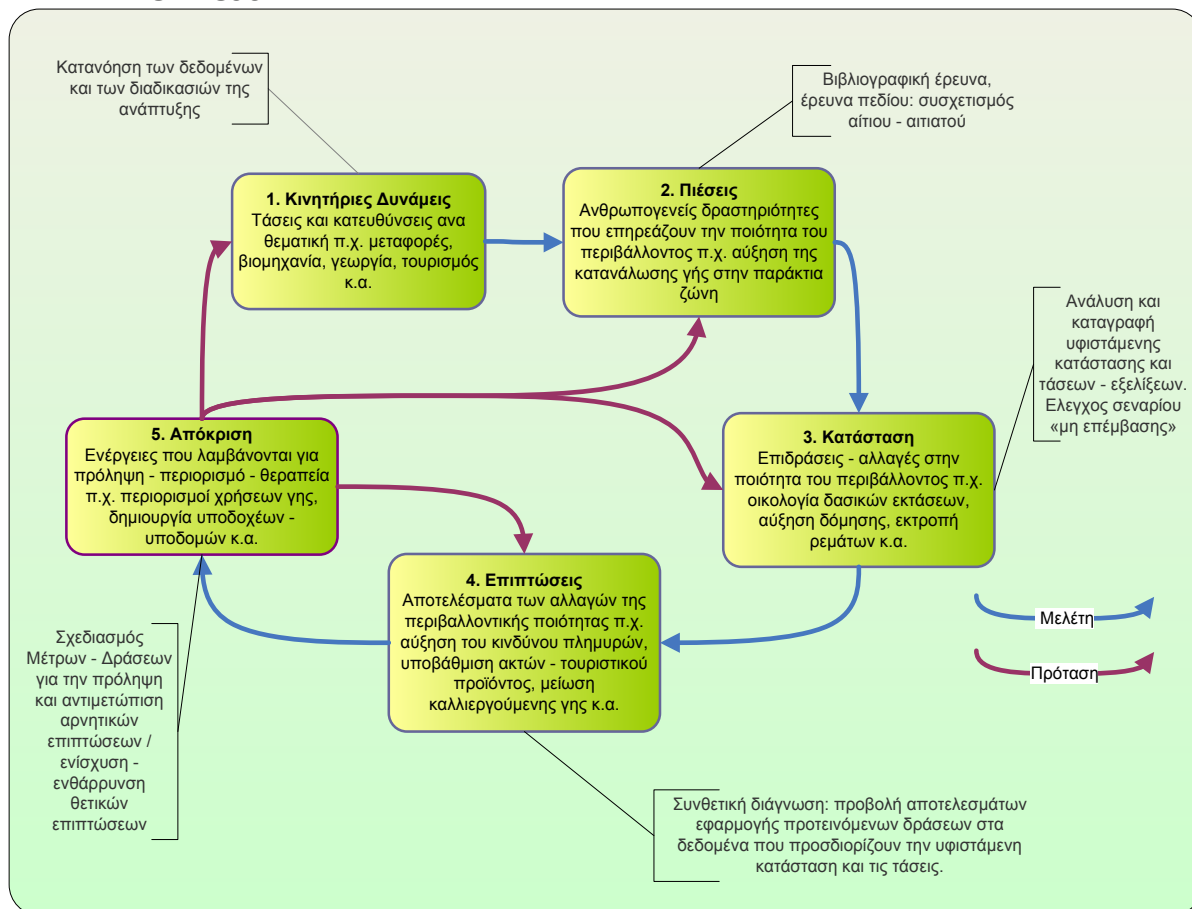 Κατανόηση των δεδομένων
και των διαδικασιών της
ανάπτυξης
Βιβλιογραφική έρευνα,
έρευνα πεδίου: συσχετισμός
αίτιου - αιτιατού
1. Κινητήριες Δυνάμεις
Τάσεις και κατευθύνσεις ανα
θεματική π.χ. μεταφορές,
βιομηχανία, γεωργία, τουρισμός
κ.α.
2. Πιέσεις
Ανθρωπογενείς δραστηριότητες
που επηρεάζουν την ποιότητα του
περιβάλλοντος π.χ. αύξηση της
κατανάλωσης γής στην παράκτια
ζώνη
Ανάλυση και
καταγραφή
υφιστάμενης
κατάστασης και
τάσεων - εξελίξεων.
Ελεγχος σεναρίου
«μη επέμβασης»
3. Κατάσταση
Επιδράσεις - αλλαγές στην
ποιότητα του περιβάλλοντος π.χ.
οικολογία δασικών εκτάσεων,
αύξηση δόμησης, εκτροπή
ρεμάτων κ.α.
5. Απόκριση
Ενέργειες που λαμβάνονται για
πρόληψη - περιορισμό - θεραπεία
π.χ. περιορισμοί χρήσεων γης,
δημιουργία υποδοχέων -
υποδομών κ.α.
4. Επιπτώσεις
Αποτελέσματα των αλλαγών της
περιβαλλοντικής ποιότητας π.χ.
αύξηση του κινδύνου πλημυρών,
υποβάθμιση ακτών - τουριστικού
προϊόντος, μείωση
καλλιεργούμενης γης κ.α.
Μελέτη
Πρόταση
Σχεδιασμός
Μέτρων - Δράσεων
για την πρόληψη
και αντιμετώπιση
αρνητικών
επιπτώσεων /
ενίσχυση -
ενθάρρυνση
θετικών
επιπτώσεων
Συνθετική διάγνωση: προβολή αποτελεσμάτων
εφαρμογής προτεινόμενων δράσεων στα
δεδομένα που προσδιορίζουν την υφιστάμενη
κατάσταση και τις τάσεις.